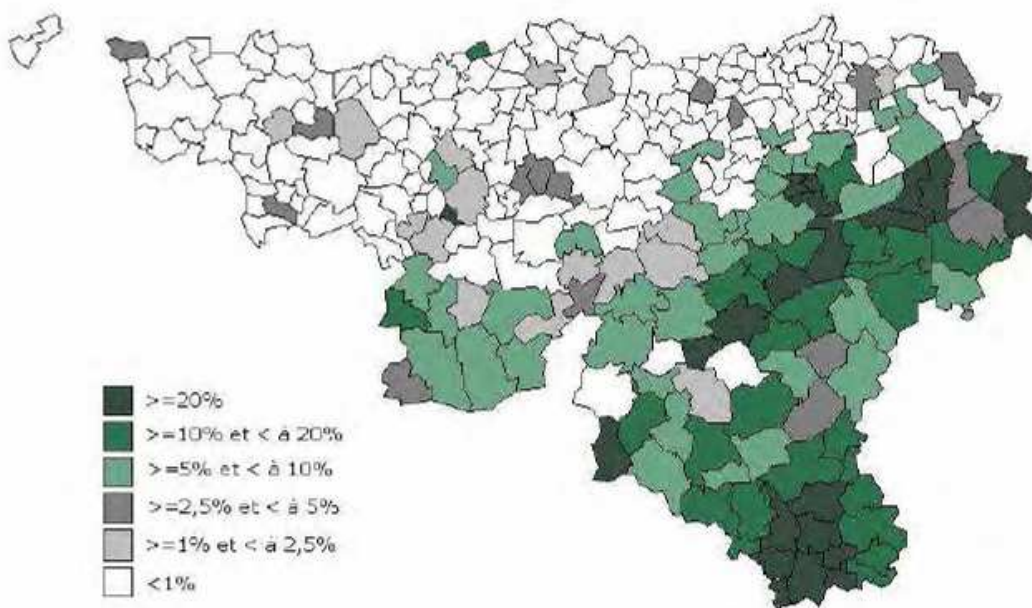 >=20%
>=10% et < à 20%
>=5% et < à 10%
>=2,5% et < à 5%
>=1% et < à 2,5%
<1%